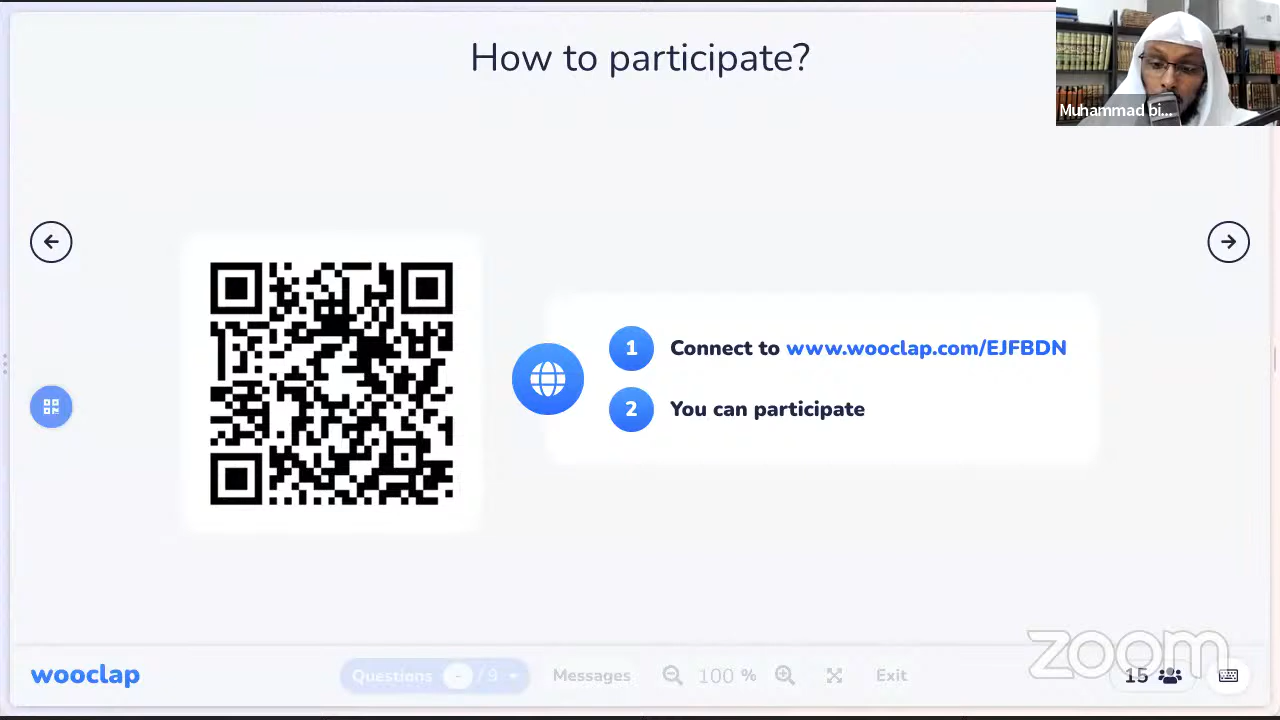 How to participate?
Muhammad bi...
1 Connect to www.wooclap.com/EJFBDN
2 You can participate
wooclap
Questions - / 9
Messages
100 %
Exit
zoom
15